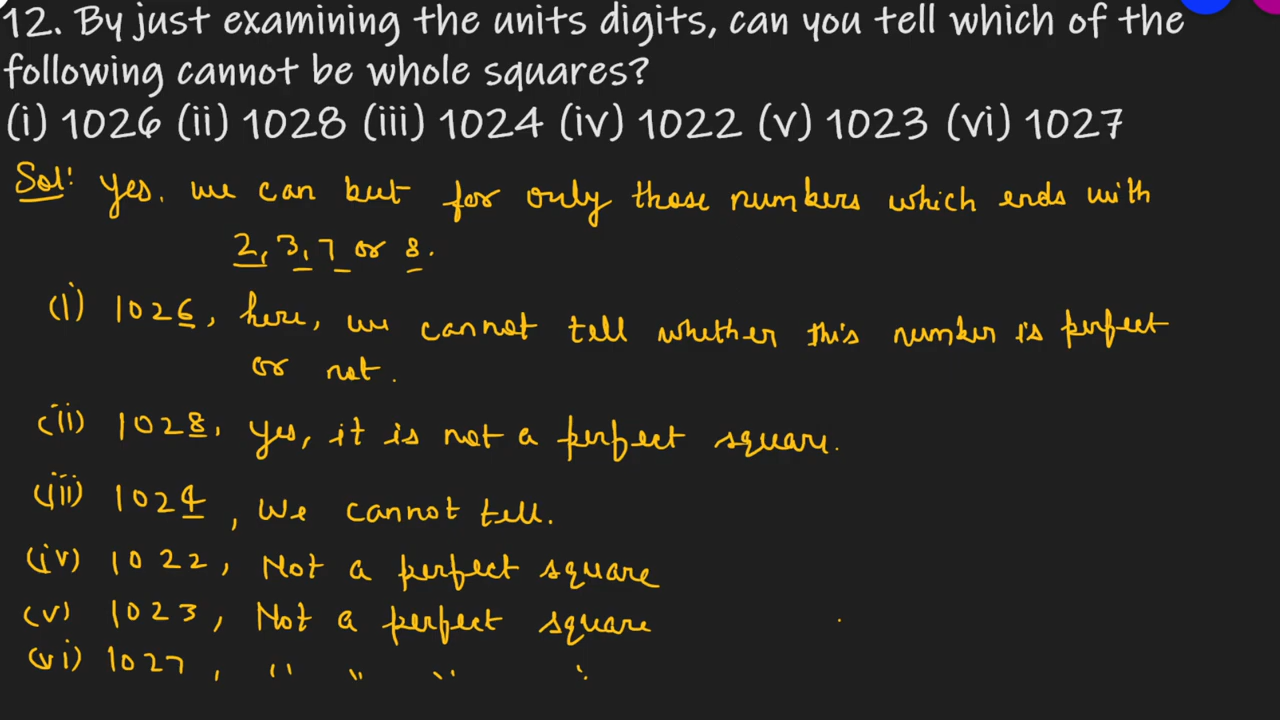 12. By just examining the units digits, can you tell which of the
following cannot be whole squares?
(i) 1026 (ii) 1028 (iii) 1024 (iv) 1022 (v) 1023 (vi) 1027
Sol: Yes. we can but for only those numbers which ends with
2, 3, 7 or 8.
(i) 1026, here, we cannot tell whether this number is perfect
or not.
(ii) 1028, yes, it is not a perfect square.
(iii) 1024, We cannot tell.
(iv) 1022, Not a perfect square
(v) 1023, Not a perfect square
(vi) 1027, " " " "